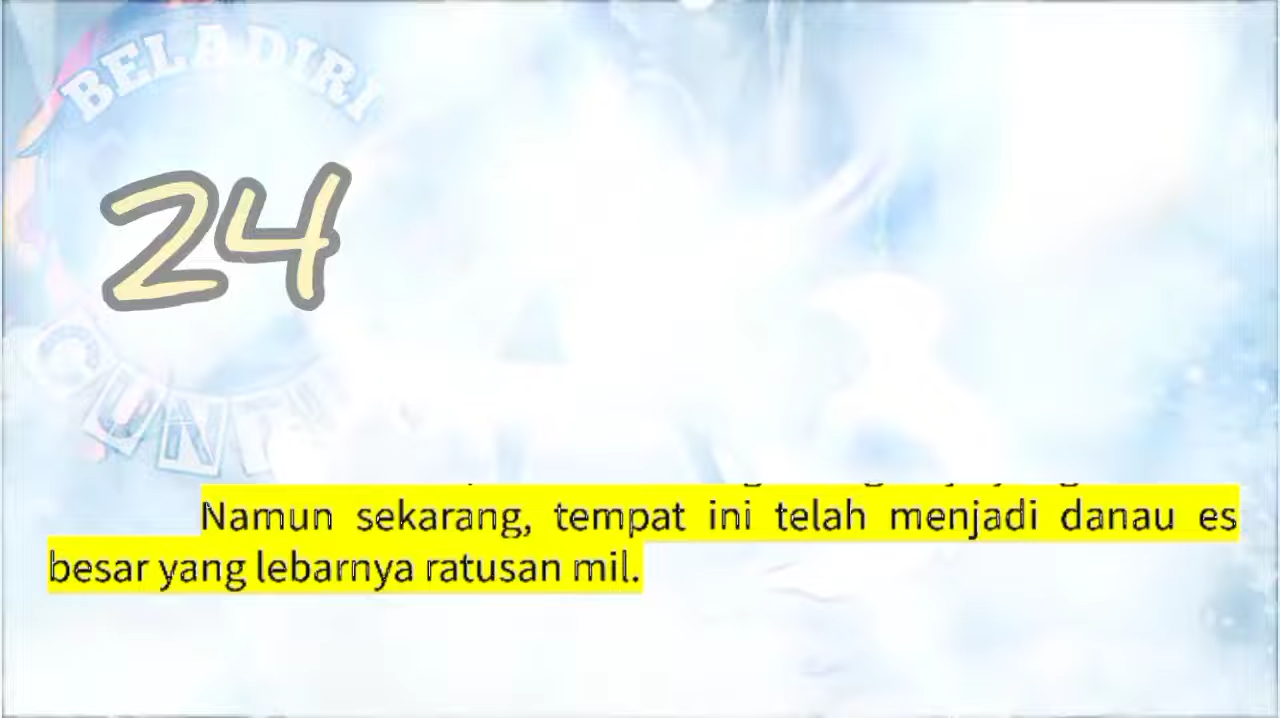 BELADIRI
24
Namun sekarang, tempat ini telah menjadi danau es
besar yang lebarnya ratusan mil.